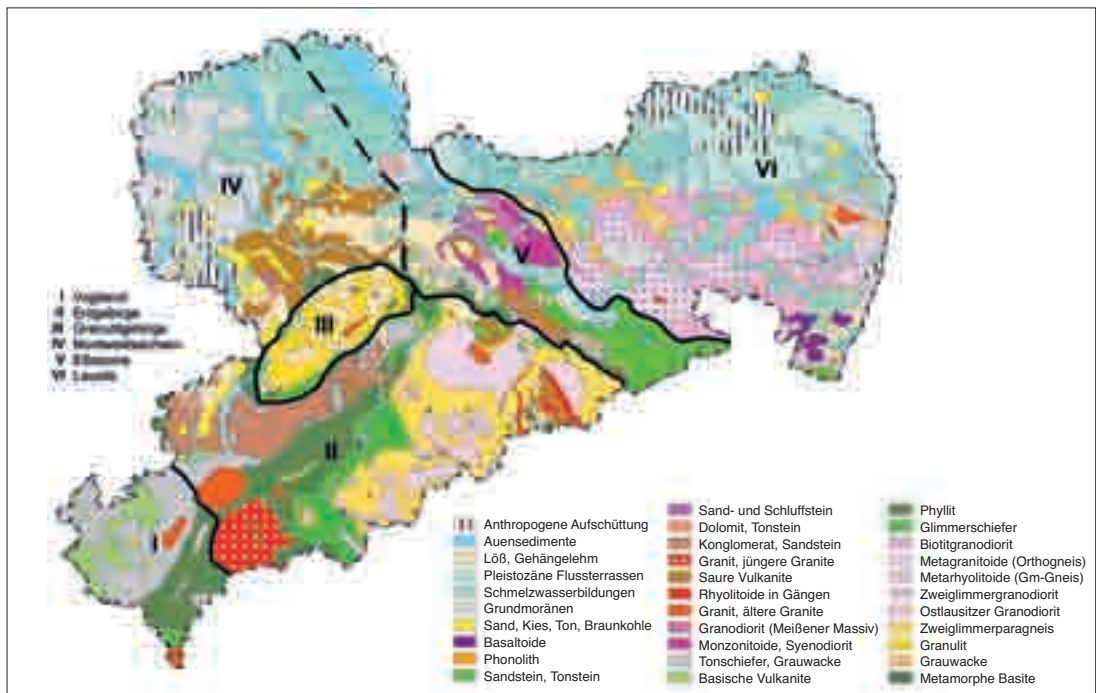 IV
VI
V
III
II
I
I Vogtland
II Erzgebirge
III Granulitgebirge
IV Nordwestsachsen
V Elbezone
VI Lausitz
Anthropogene Aufschüttung
Auensedimente
Löß, Gehängelehm
Pleistozäne Flussterrassen
Schmelzwasserbildungen
Grundmoränen
Sand, Kies, Ton, Braunkohle
Basaltoide
Phonolith
Sandstein, Tonstein
Sand- und Schluffstein
Dolomit, Tonstein
Konglomerat, Sandstein
Granit, jüngere Granite
Saure Vulkanite
Rhyolitoide in Gängen
Granit, ältere Granite
Granodiorit (Meißener Massiv)
Monzonitoide, Syenodiorit
Tonschiefer, Grauwacke
Basische Vulkanite
Phyllit
Glimmerschiefer
Biotitgranodiorit
Metagranitoide (Orthogneis)
Metarhyolitoide (Gm-Gneis)
Zweiglimmergranodiorit
Ostlausitzer Granodiorit
Zweiglimmerparagneis
Granulit
Grauwacke
Metamorphe Basite